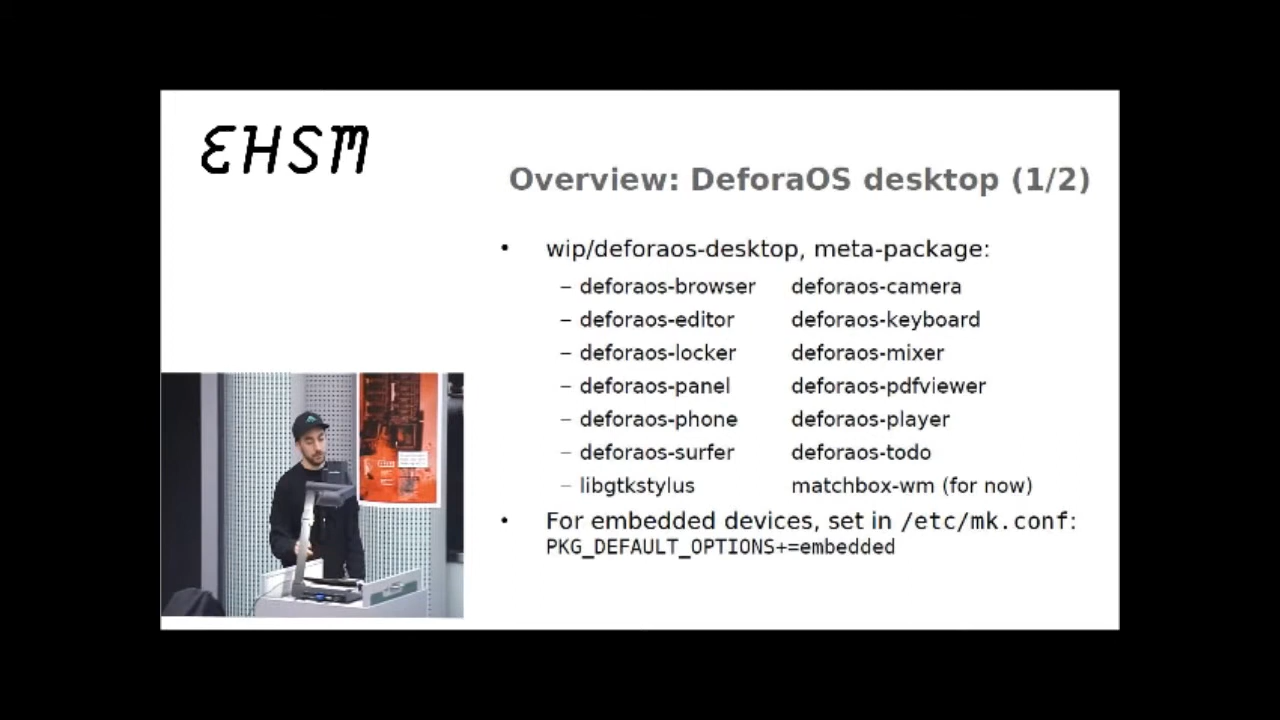 EHSM
Overview: DeforaOS desktop (1/2)
• wip/deforaos-desktop, meta-package:
– deforaos-browser deforaos-camera
– deforaos-editor deforaos-keyboard
– deforaos-locker deforaos-mixer
– deforaos-panel deforaos-pdfviewer
– deforaos-phone deforaos-player
– deforaos-surfer deforaos-todo
– libgtkstylus matchbox-wm (for now)
• For embedded devices, set in /etc/mk.conf:
PKG_DEFAULT_OPTIONS+=embedded